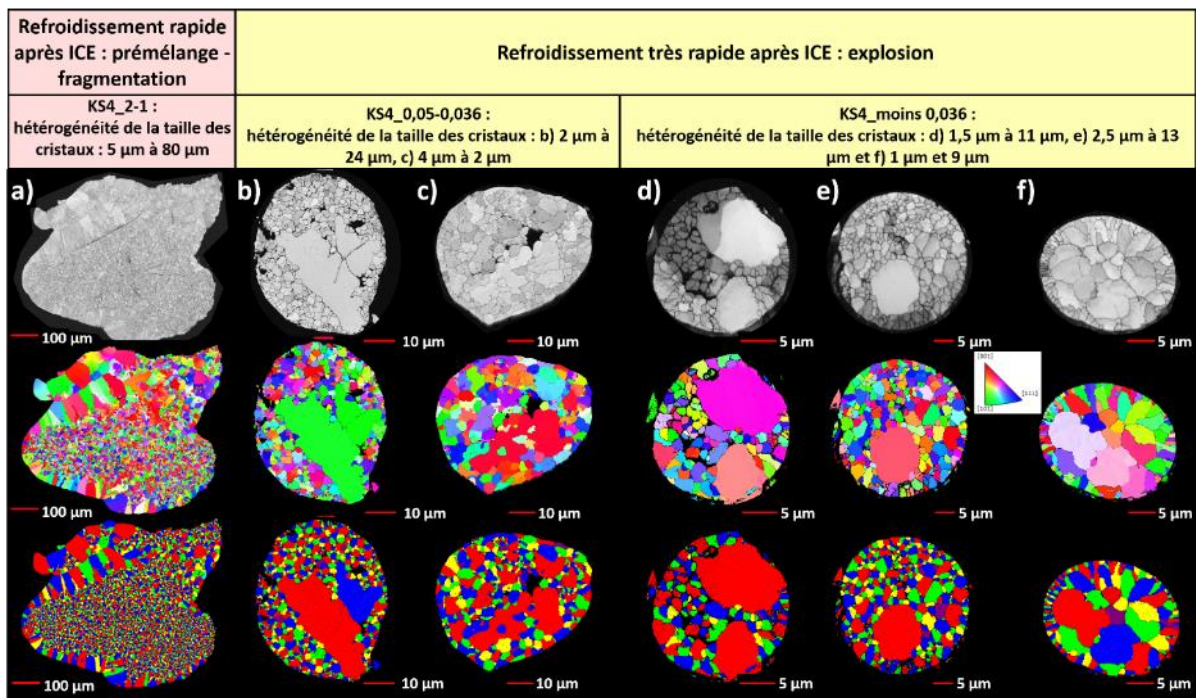 Refroidissement rapide
après ICE : prémélange -
fragmentation
Refroidissement très rapide après ICE : explosion
KS4_2-1 :
hétérogénéité de la taille des
cristaux : 5 µm à 80 µm
KS4_0,05-0,036 :
hétérogénéité de la taille des cristaux : b) 2 µm à
24 µm, c) 4 µm à 2 µm
KS4_moins 0,036 :
hétérogénéité de la taille des cristaux : d) 1,5 µm à 11 µm, e) 2,5 µm à 13
µm et f) 1 µm et 9 µm
a) b) c) d) e) f)
100 µm 10 µm 10 µm 5 µm 5 µm 5 µm
[001]
[111]
[101]
100 µm 10 µm 10 µm 5 µm 5 µm 5 µm
100 µm 10 µm 10 µm 5 µm 5 µm 5 µm